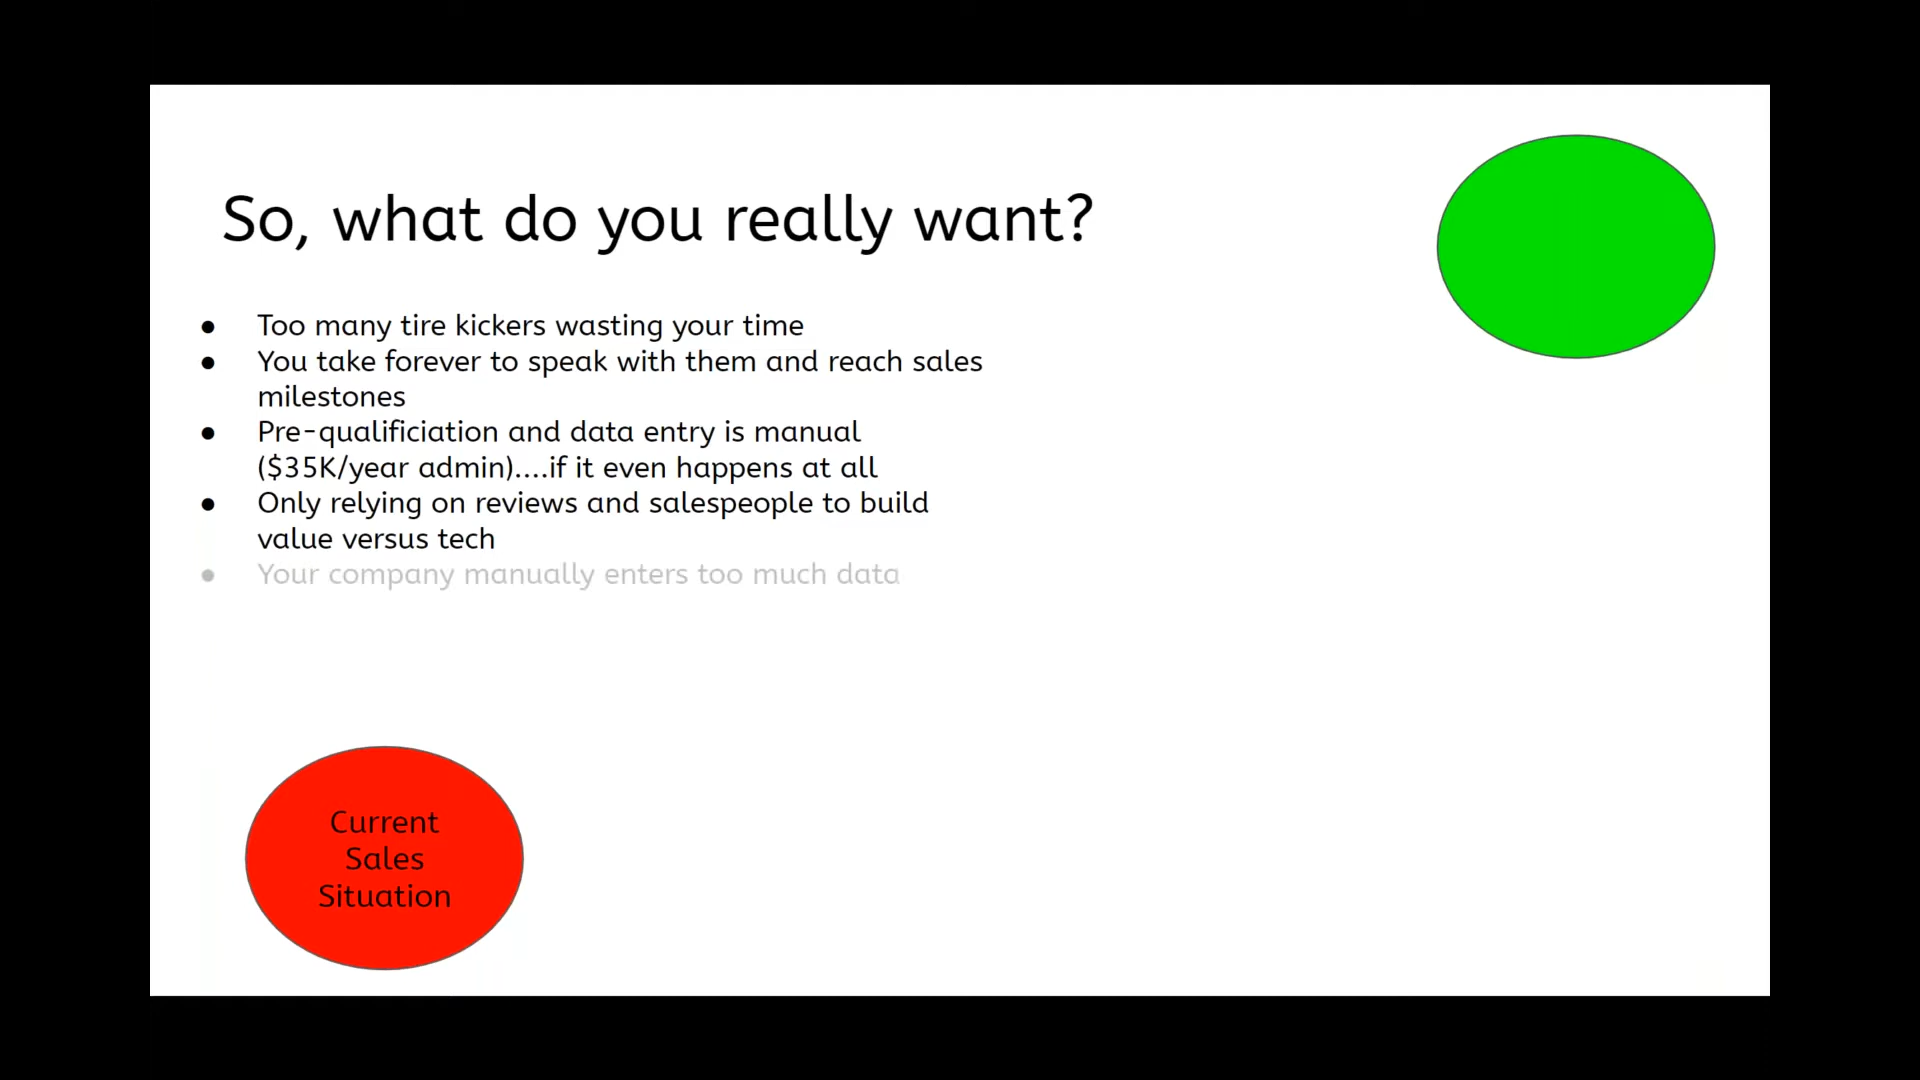 So, what do you really want?
● Too many tire kickers wasting your time
● You take forever to speak with them and reach sales
milestones
● Pre-qualificiation and data entry is manual
($35K/year admin)....if it even happens at all
● Only relying on reviews and salespeople to build
value versus tech
● Your company manually enters too much data
Current
Sales
Situation